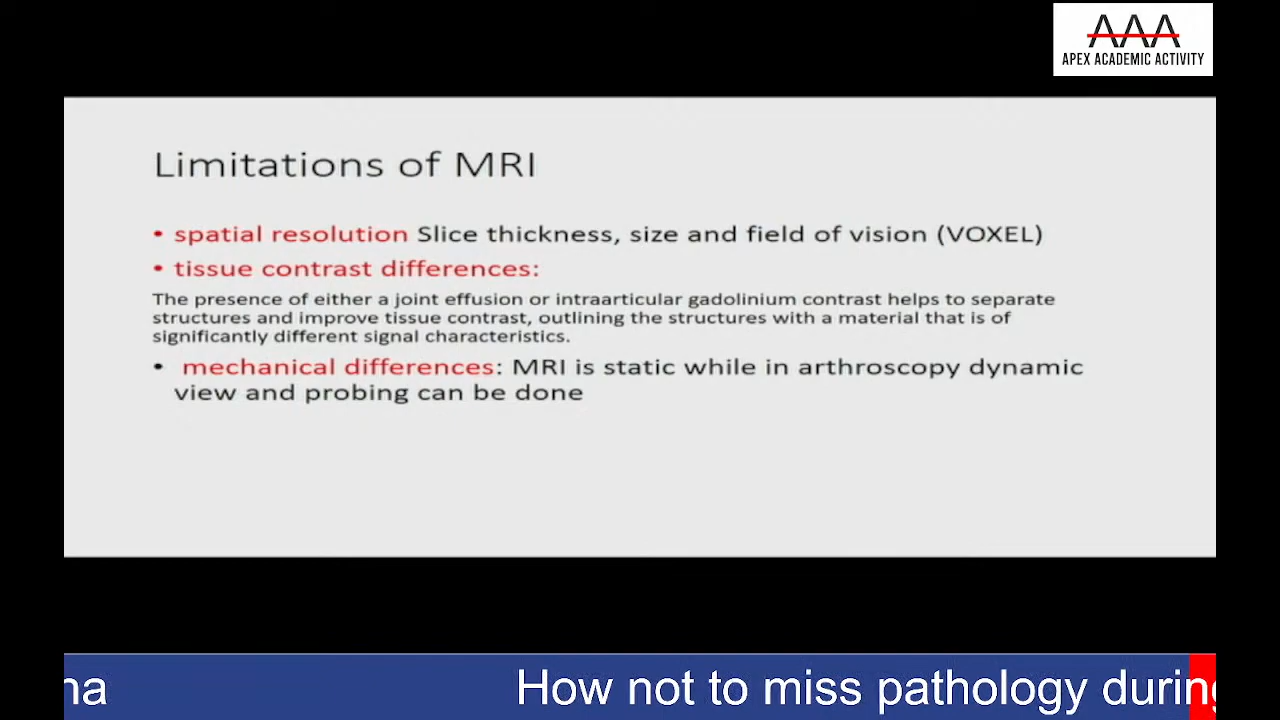 AAA
APEX ACADEMIC ACTIVITY
Limitations of MRI
• spatial resolution Slice thickness, size and field of vision (VOXEL)
• tissue contrast differences:
The presence of either a joint effusion or intraarticular gadolinium contrast helps to separate
structures and improve tissue contrast, outlining the structures with a material that is of
significantly different signal characteristics.
• mechanical differences: MRI is static while in arthroscopy dynamic
view and probing can be done
na How not to miss pathology during